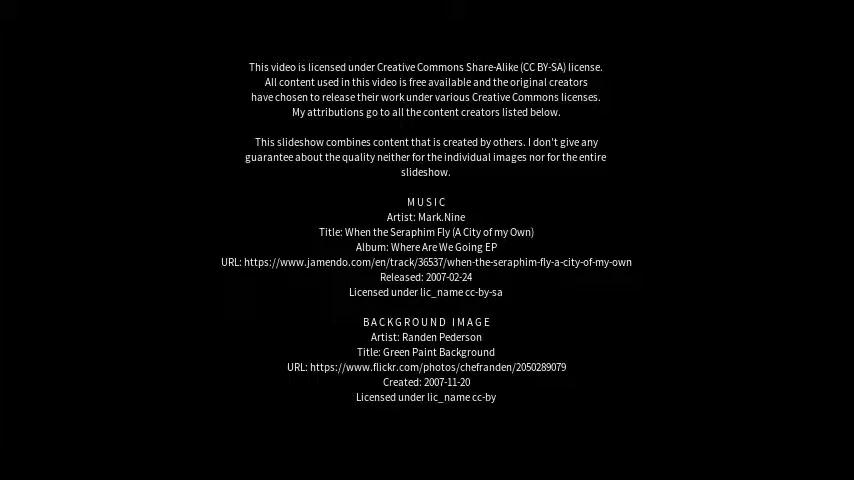 This video is licensed under Creative Commons Share-Alike (CC BY-SA) license.
All content used in this video is free available and the original creators
have chosen to release their work under various Creative Commons licenses.
My attributions go to all the content creators listed below.
This slideshow combines content that is created by others. I don't give any
guarantee about the quality neither for the individual images nor for the entire
slideshow.
MUSIC
Artist: Mark.Nine
Title: When the Seraphim Fly (A City of my Own)
Album: Where Are We Going EP
URL: https://www.jamendo.com/en/track/36537/when-the-seraphim-fly-a-city-of-my-own
Released: 2007-02-24
Licensed under lic_name cc-by-sa
BACKGROUND IMAGE
Artist: Randen Pederson
Title: Green Paint Background
URL: https://www.flickr.com/photos/chefranden/2050289079
Created: 2007-11-20
Licensed under lic_name cc-by